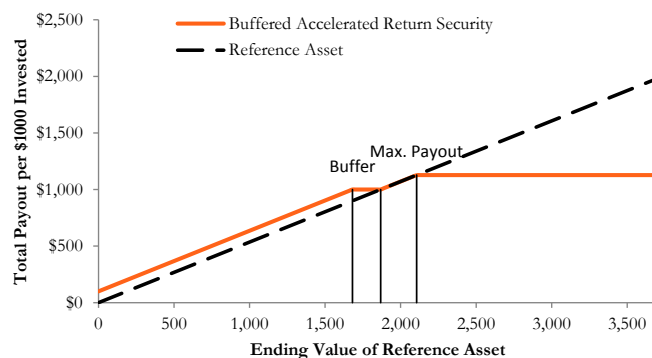 $2,500
Buffered Accelerated Return Security
Reference Asset
$2,000
$1,500
Max. Payout
Buffer
$1,000
$500
$0
Total Payout per $1000 Invested
0
500
1,000
1,500
2,000
2,500
3,000
3,500
Ending Value of Reference Asset